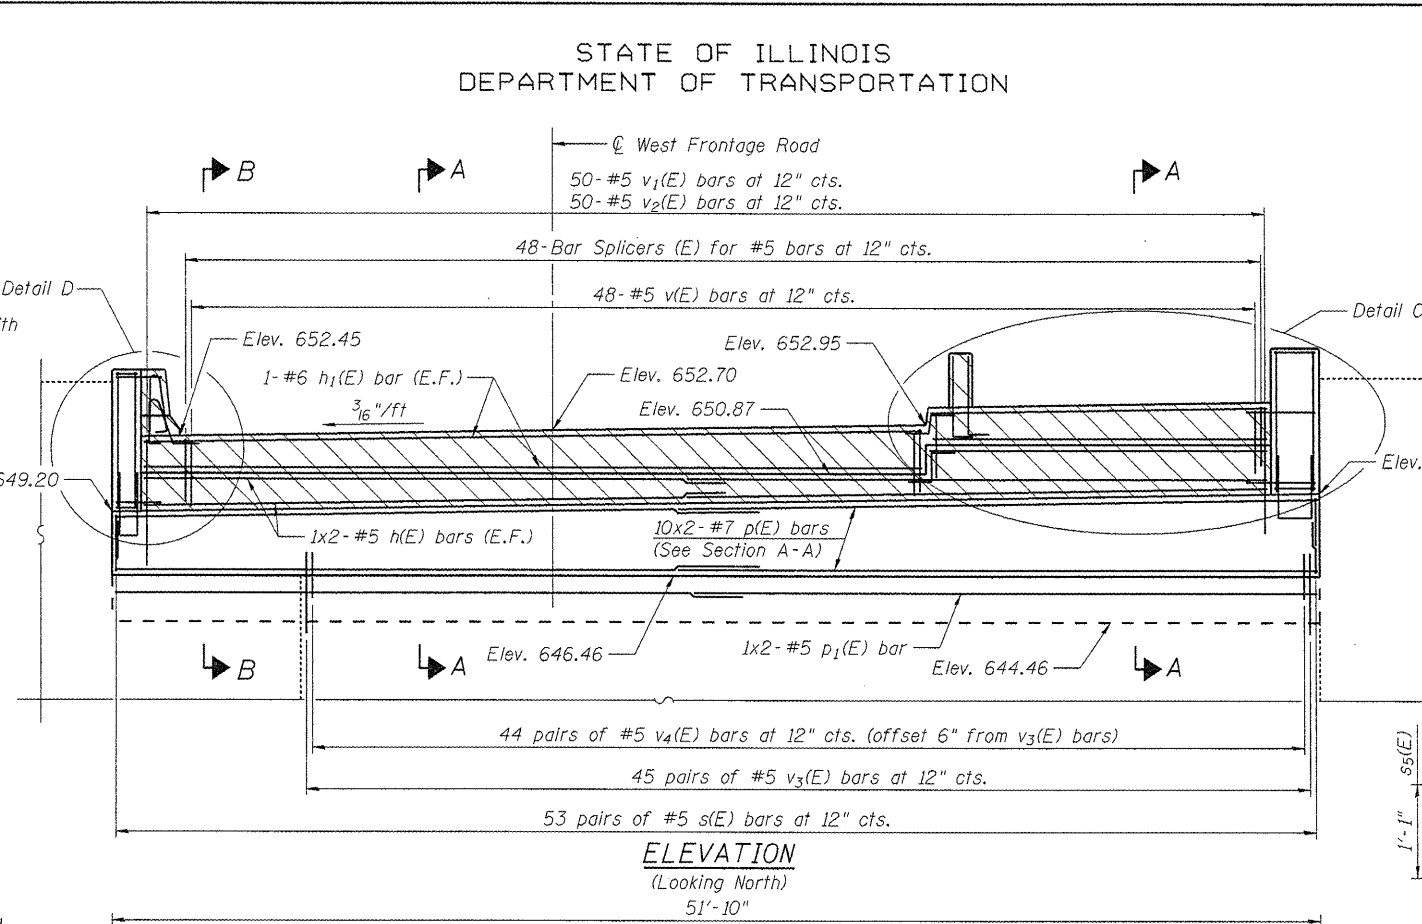 STATE OF ILLINOIS
DEPARTMENT OF TRANSPORTATION
℄ West Frontage Road
B
A
A
50-#5 v₁(E) bars at 12" cts.
50-#5 v₂(E) bars at 12" cts.
48-Bar Splicers (E) for #5 bars at 12" cts.
Detail D
48-#5 v(E) bars at 12" cts.
Detail C
Elev. 652.45
Elev. 652.95
1-#6 h₁(E) bar (E.F.)
Elev. 652.70
3/16"/ft
Elev. 650.87
649.20
Elev.
1x2-#5 h(E) bars (E.F.)
10x2-#7 p(E) bars
(See Section A-A)
B
A
Elev. 646.46
1x2-#5 p₁(E) bar
Elev. 644.46
A
44 pairs of #5 v₄(E) bars at 12" cts. (offset 6" from v₃(E) bars)
45 pairs of #5 v₃(E) bars at 12" cts.
53 pairs of #5 s(E) bars at 12" cts.
s₅(E)
1'-1"
ELEVATION
(Looking North)
51'-10"